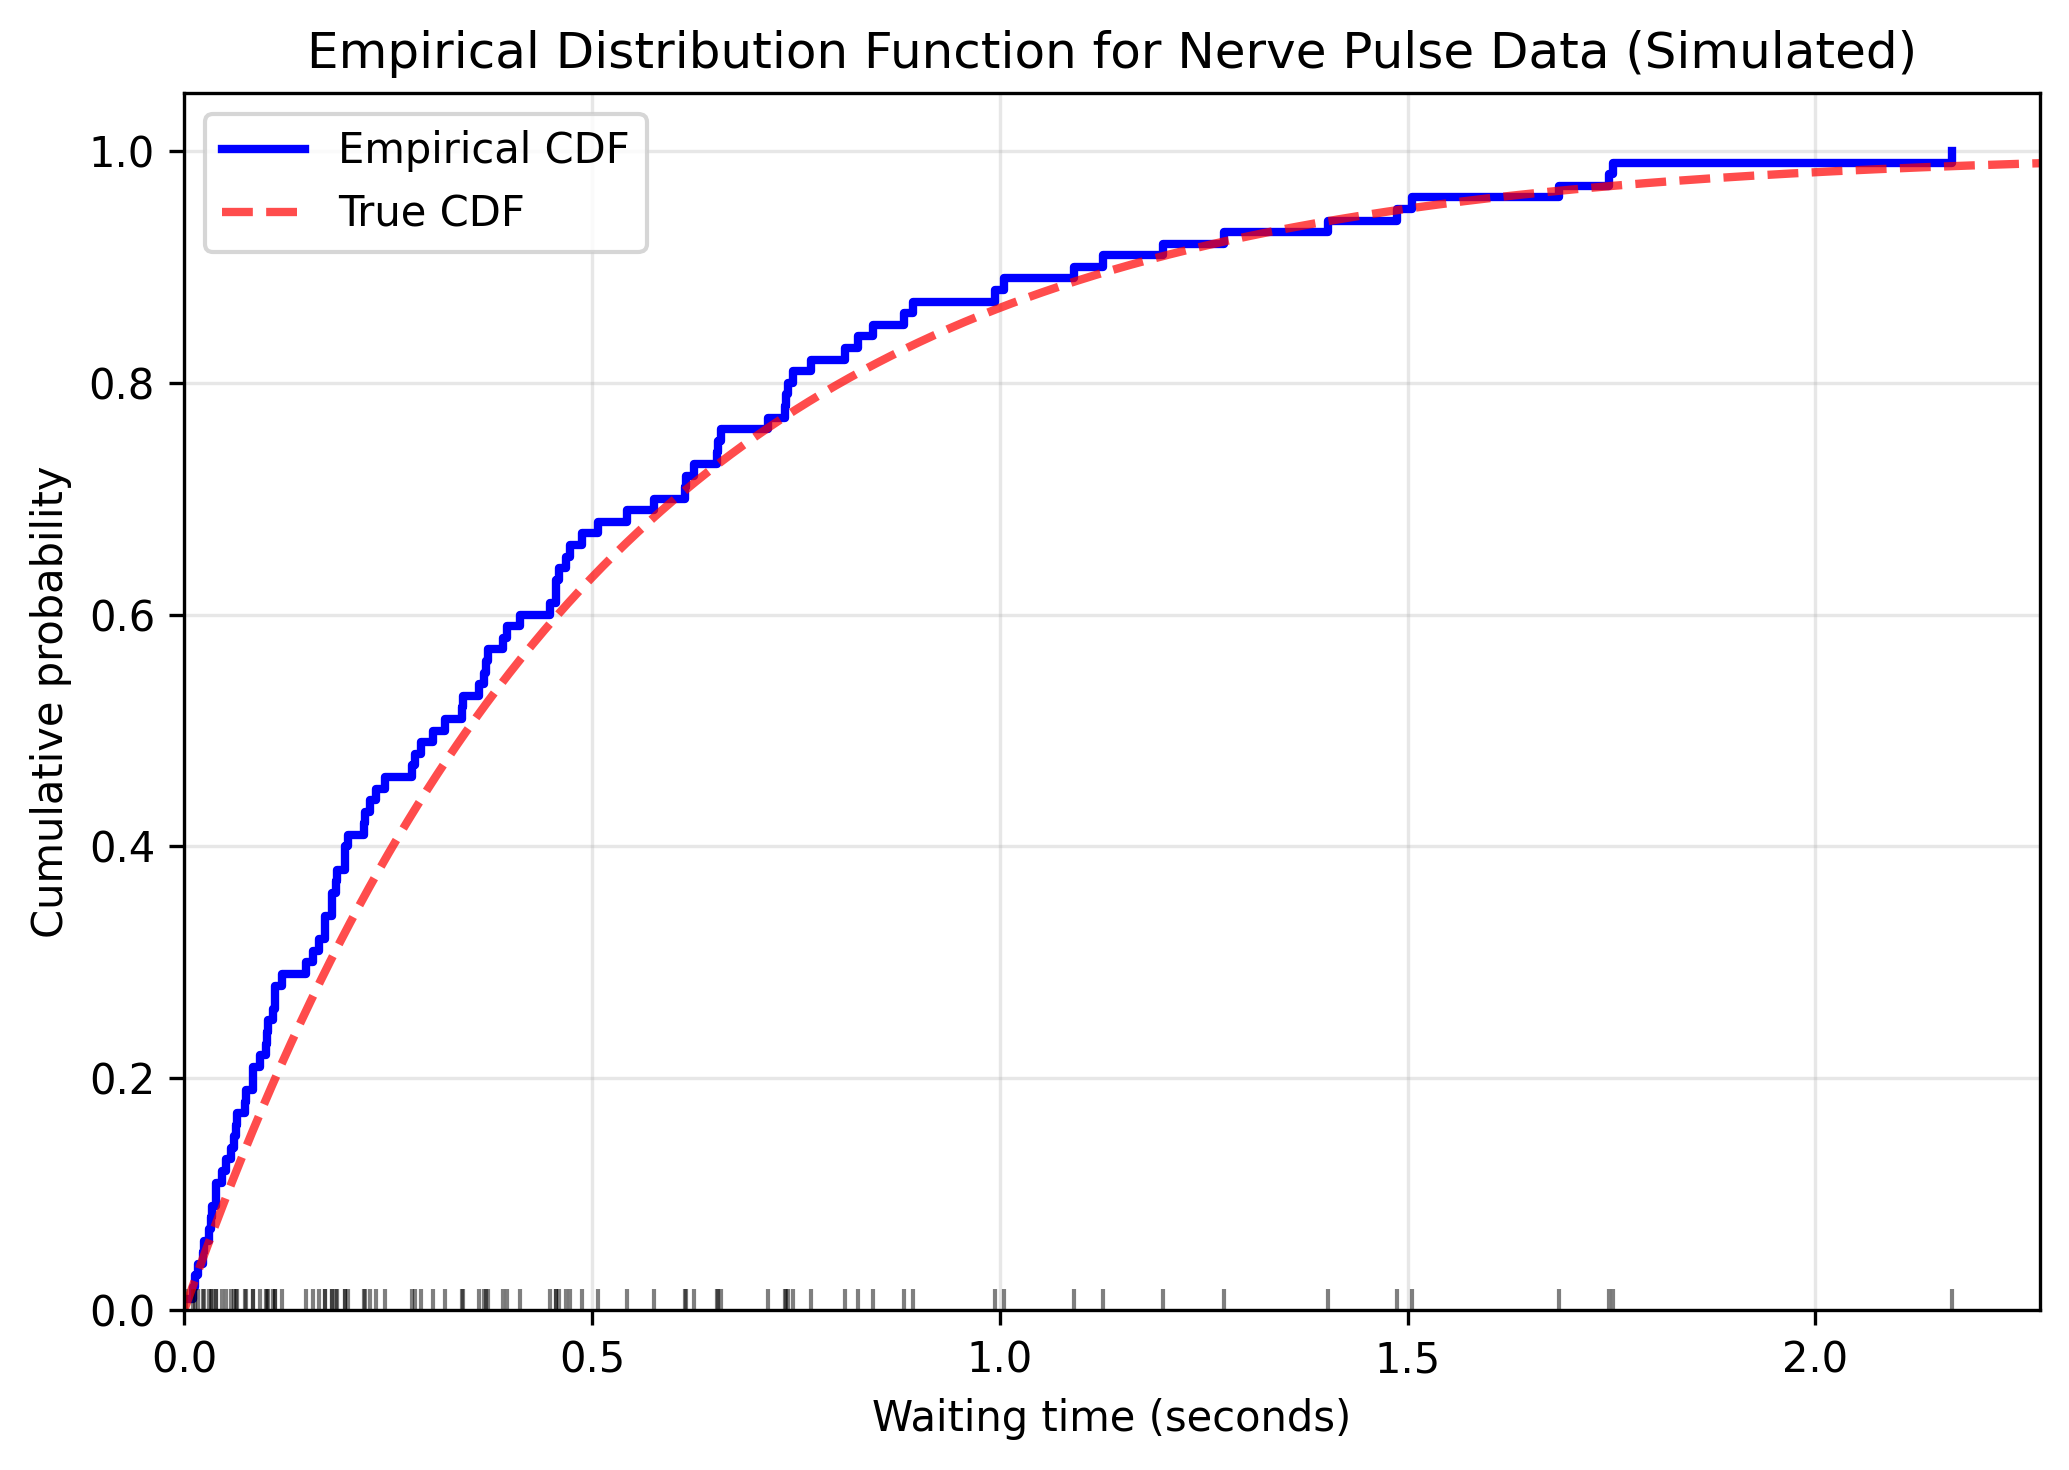 Empirical Distribution Function for Nerve Pulse Data (Simulated)
Empirical CDF
True CDF
1.0
0.8
0.6
0.4
0.2
0.0
Cumulative probability
0.0 0.5 1.0 1.5 2.0
Waiting time (seconds)